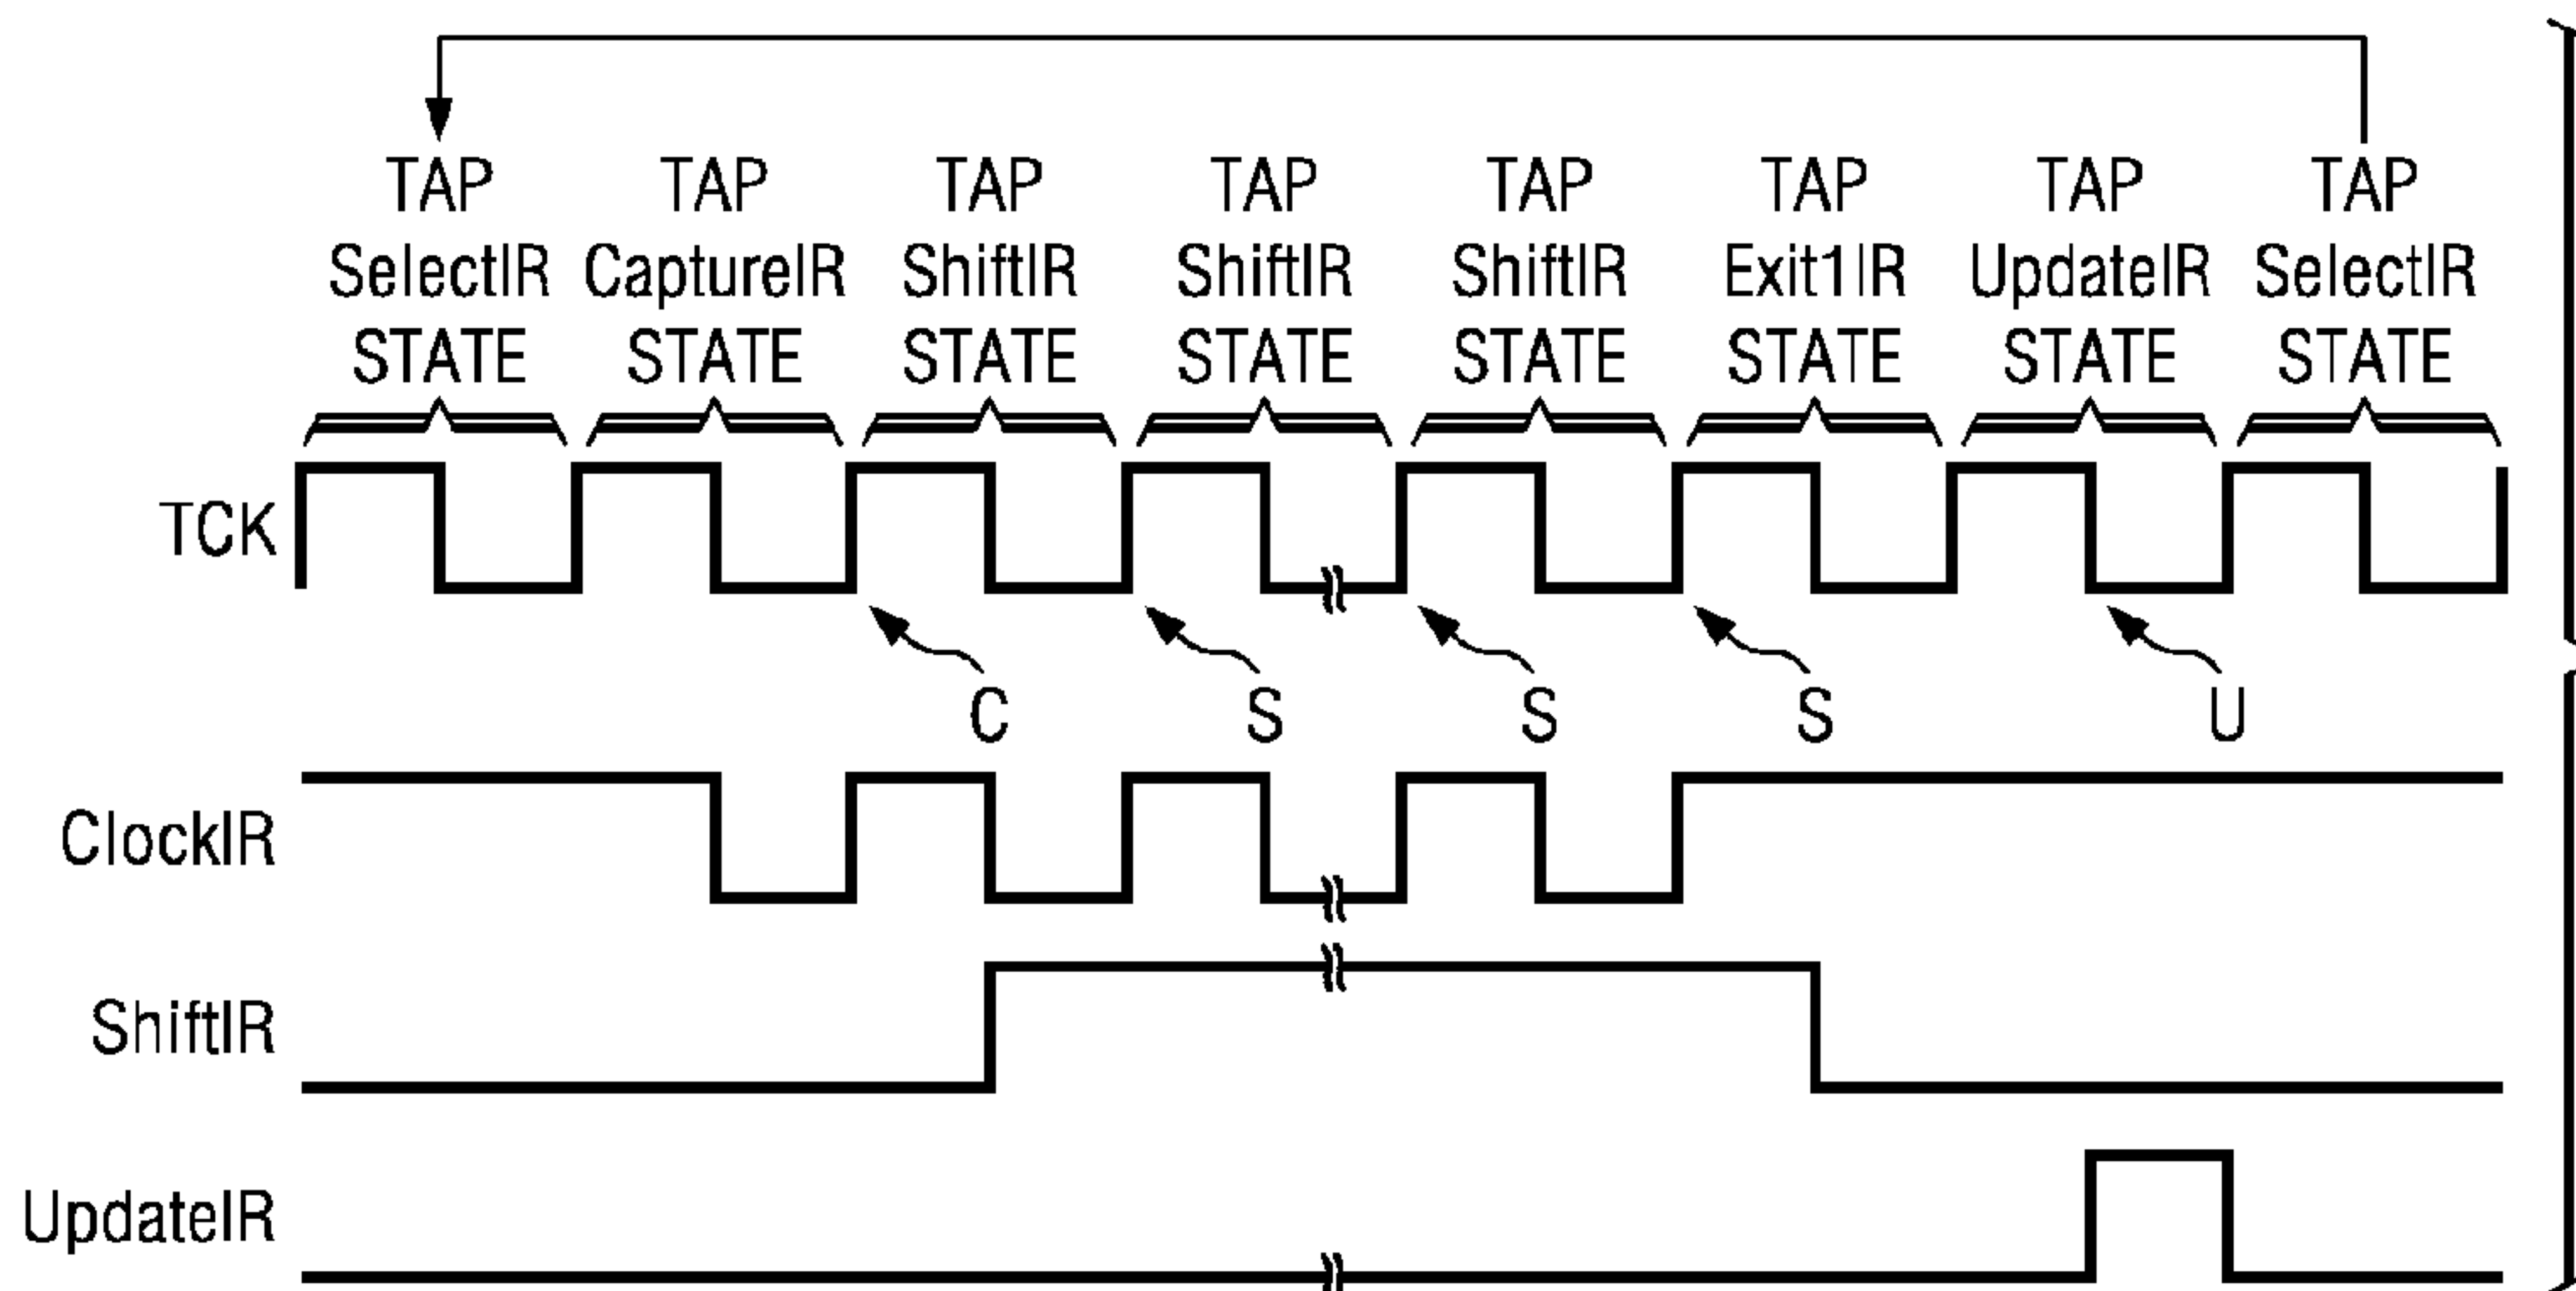 TAP TAP TAP TAP TAP TAP TAP TAP
SelectIR CaptureIR ShiftIR ShiftIR ShiftIR Exit1IR UpdateIR SelectIR
STATE STATE STATE STATE STATE STATE STATE STATE
TCK
C S S S U
ClockIR
ShiftIR
UpdateIR